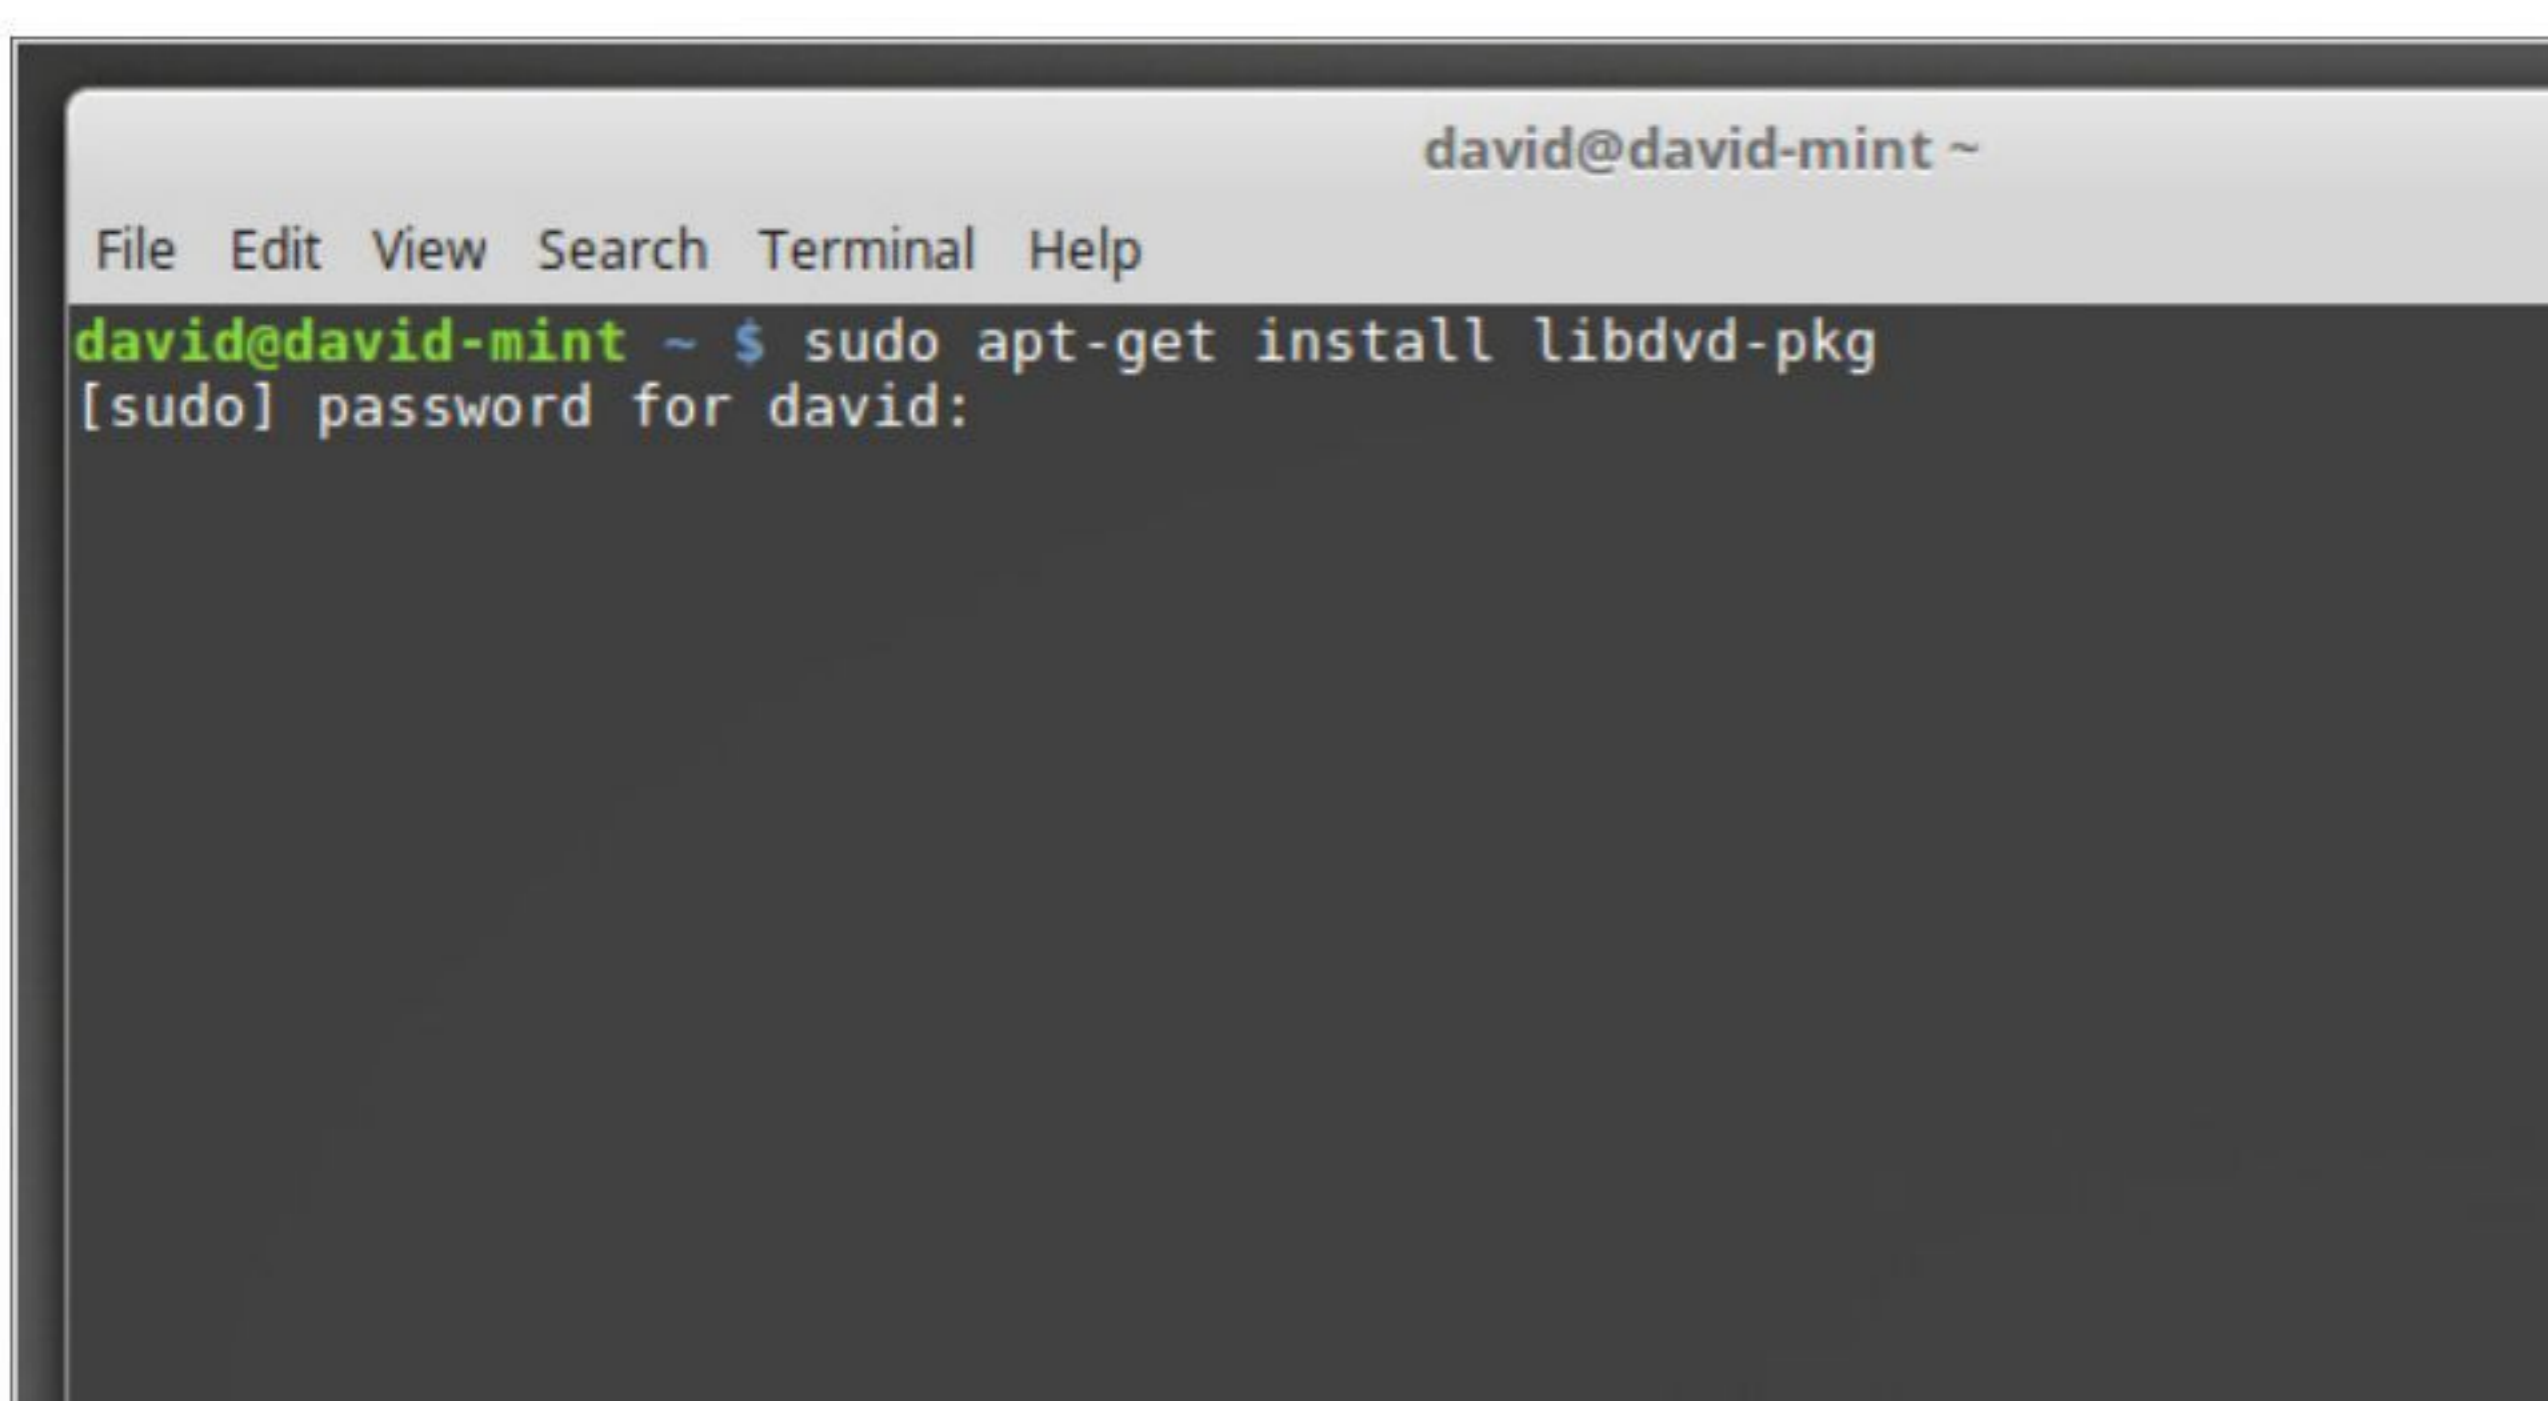 david@david-mint ~
File Edit View Search Terminal Help
david@david-mint ~ $ sudo apt-get install libdvd-pkg
[sudo] password for david: